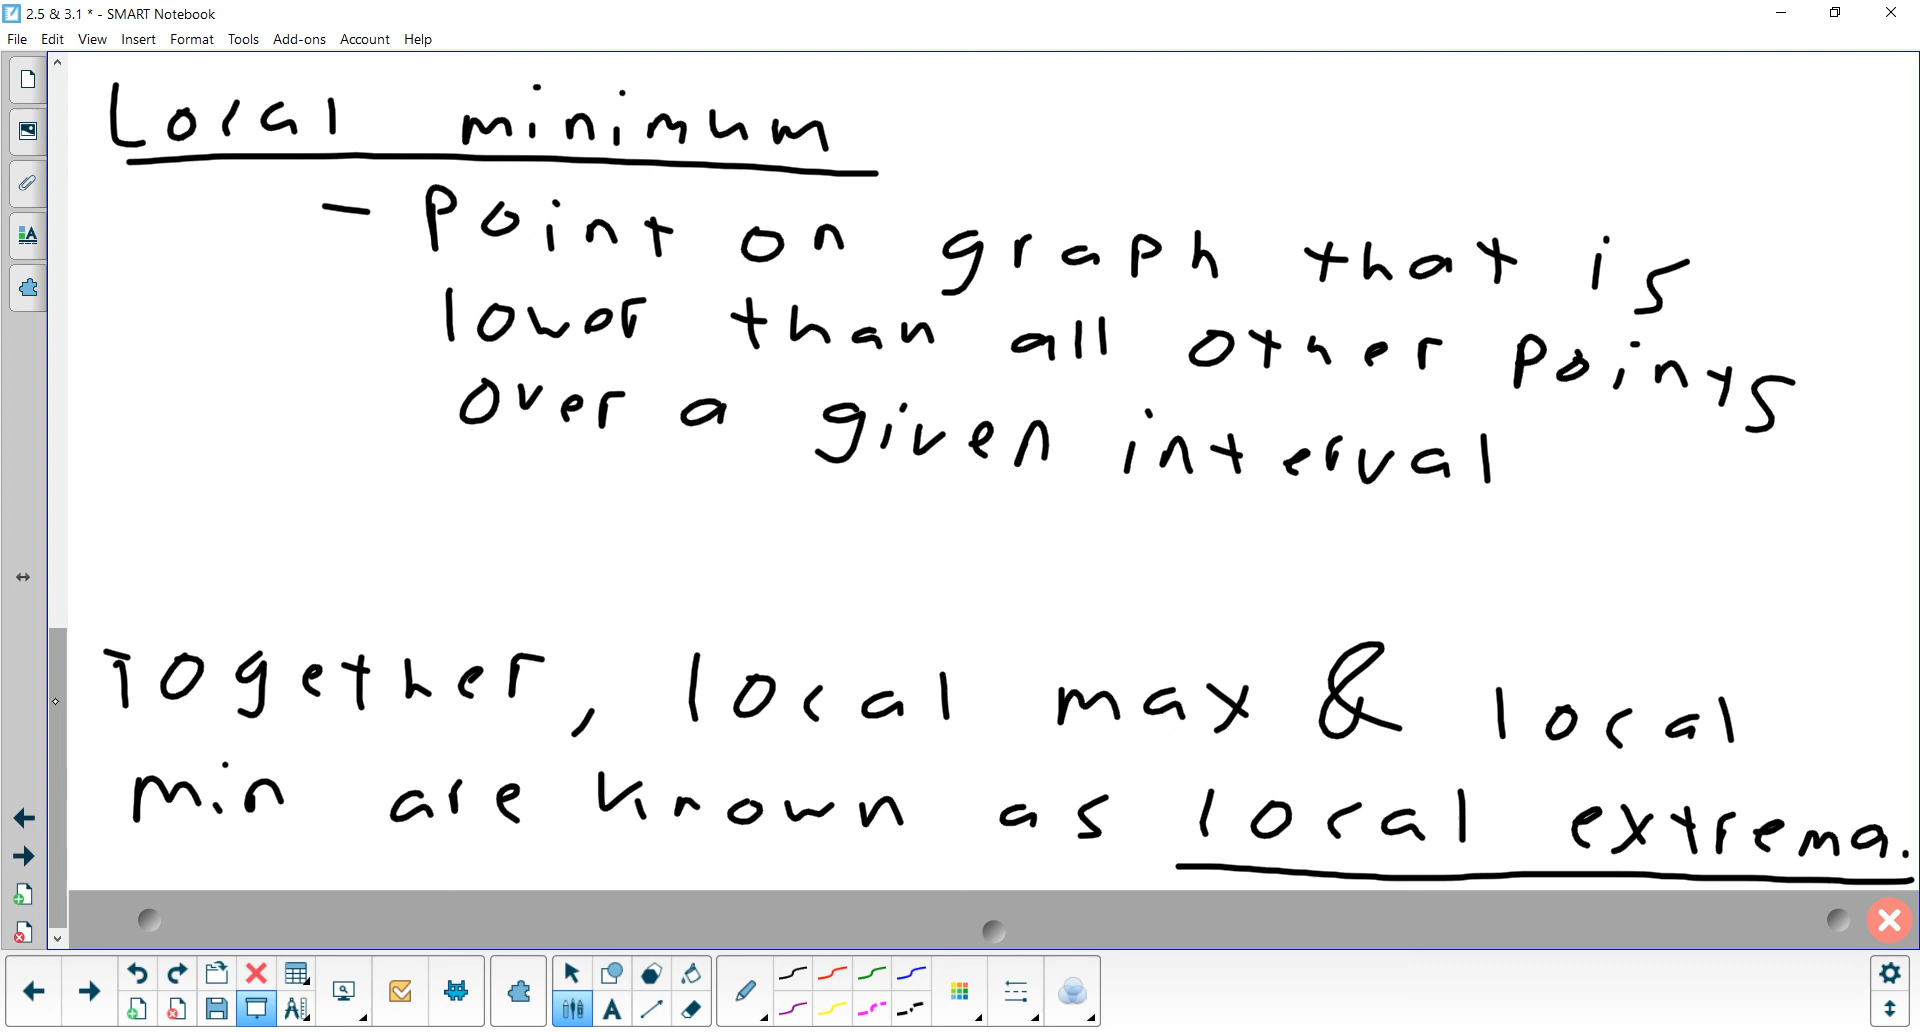 2.5 & 3.1 * - SMART Notebook
File Edit View Insert Format Tools Add-ons Account Help
Local minimum
- Point on graph that is
lower than all other points
over a given interval
Together, local max & local
min are known as local extrema.